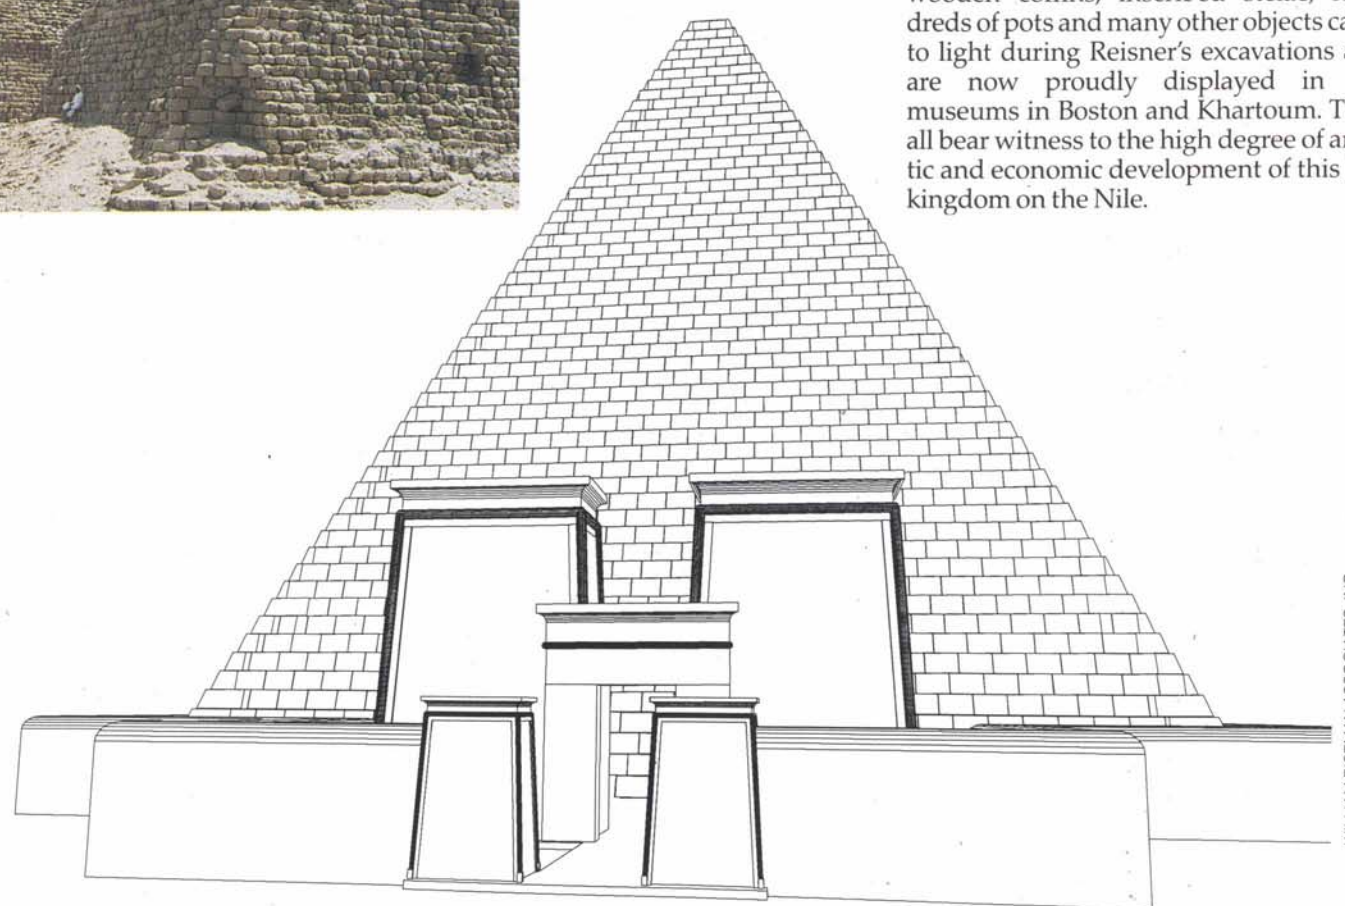 dreds of pots and many other objects ca
to light during Reisner's excavations a
are now proudly displayed in
museums in Boston and Khartoum. T
all bear witness to the high degree of ar
tic and economic development of this
kingdom on the Nile.